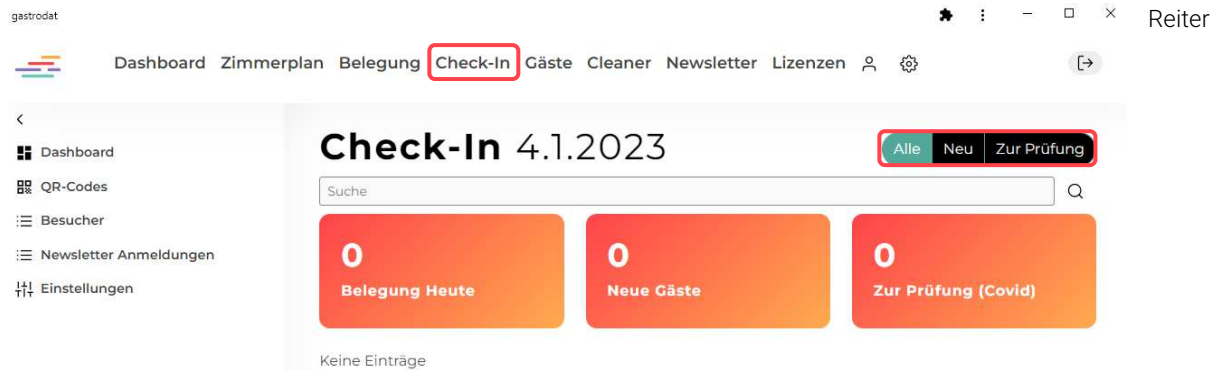 gastrodat
Reiter
Dashboard Zimmerplan Belegung Check-In Gäste Cleaner Newsletter Lizenzen
Dashboard
QR-Codes
Besucher
Newsletter Anmeldungen
Einstellungen
Check-In 4.1.2023
Alle Neu Zur Prüfung
Suche
0
Belegung Heute
0
Neue Gäste
0
Zur Prüfung (Covid)
Keine Einträge